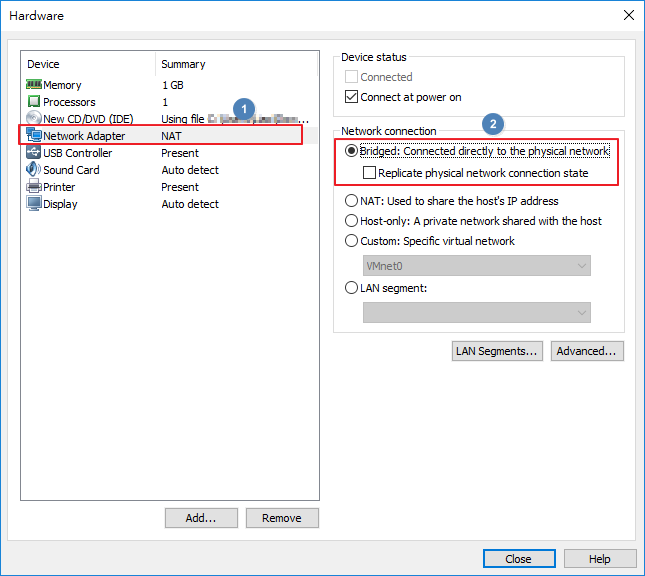 Hardware
Device Summary
Memory 1 GB
Processors 1
1
New CD/DVD (IDE) Using file
Network Adapter NAT
USB Controller Present
Sound Card Auto detect
Printer Present
Display Auto detect
Add...
Remove
Device status
Connected
Connect at power on
2
Network connection
Bridged: Connected directly to the physical network
Replicate physical network connection state
NAT: Used to share the host's IP address
Host-only: A private network shared with the host
Custom: Specific virtual network
VMnet0
LAN segment:
LAN Segments...
Advanced...
Close
Help